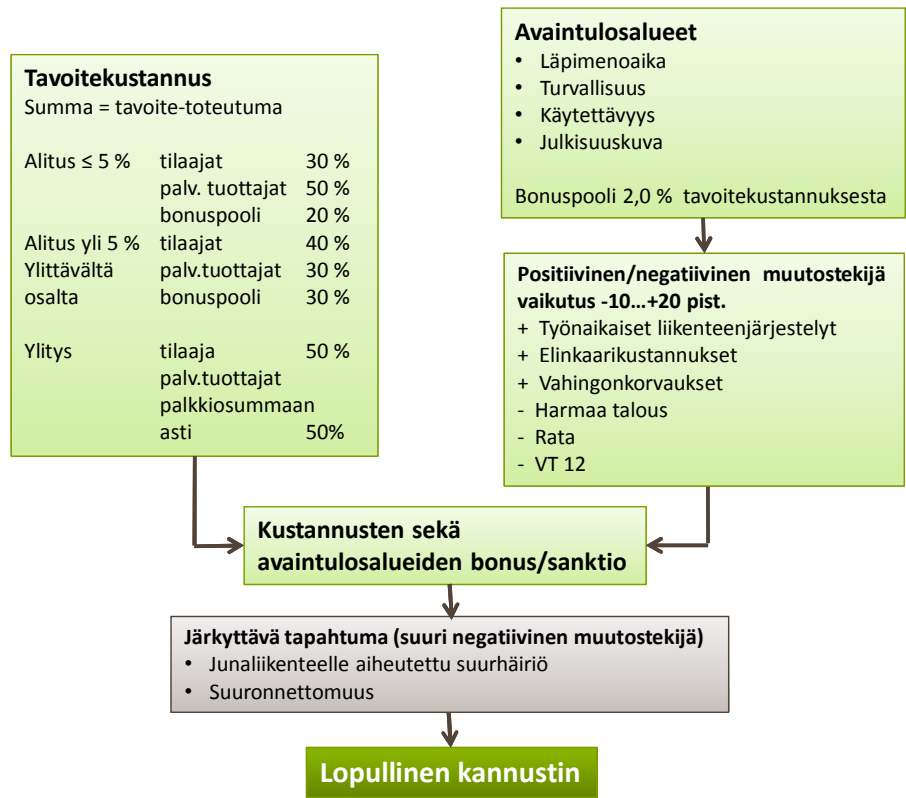 Tavoitekustannus
Summa = tavoite-toteutuma
Alitus ≤ 5 % tilaajat 30 %
palv. tuottajat 50 %
bonuspooli 20 %
Alitus yli 5 % tilaajat 40 %
Ylittävältä palv.tuottajat 30 %
osalta bonuspooli 30 %
Ylitys tilaaja 50 %
palv.tuottajat
palkkiosummaan
asti 50%
Avaintulosalueet
• Läpimenoaika
• Turvallisuus
• Käytettävyys
• Julkisuuskuva
Bonuspooli 2,0 % tavoitekustannuksesta
Positiivinen/negatiivinen muutostekijä
vaikutus -10...+20 pist.
+ Työnaikaiset liikenteenjärjestelyt
+ Elinkaarikustannukset
+ Vahingonkorvaukset
- Harmaa talous
- Rata
- VT 12
Kustannusten sekä
avaintulosalueiden bonus/sanktio
Järkyttävä tapahtuma (suuri negatiivinen muutostekijä)
• Junaliikenteelle aiheutettu suurhäiriö
• Suuronnettomuus
Lopullinen kannustin